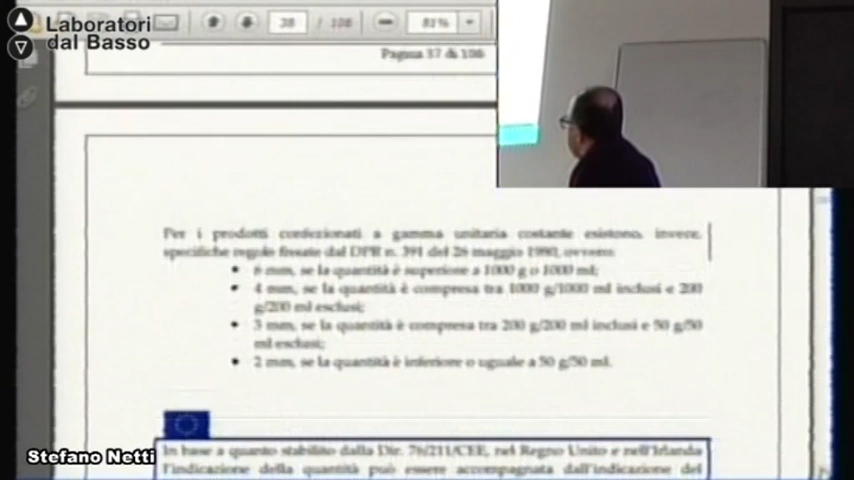 Laboratori
dal Basso
38 / 108
81%
Pagina 37 di 108
Per i prodotti confezionati a gamma unitaria costante esistono, invece,
specifiche regole fissate dal DPR n. 391 del 26 maggio 1980, ovvero:
• 6 mm, se la quantità è superiore a 1000 g o 1000 ml;
• 4 mm, se la quantità è compresa tra 1000 g/1000 ml inclusi e 200
g/200 ml esclusi;
• 3 mm, se la quantità è compresa tra 200 g/200 ml inclusi e 50 g/50
ml esclusi;
• 2 mm, se la quantità è inferiore o uguale a 50 g/50 ml.
In base a quanto stabilito dalla Dir. 76/211/CEE, nel Regno Unito e nell'Irlanda
l'indicazione della quantità può essere accompagnata dall'indicazione del
Stefano Netti